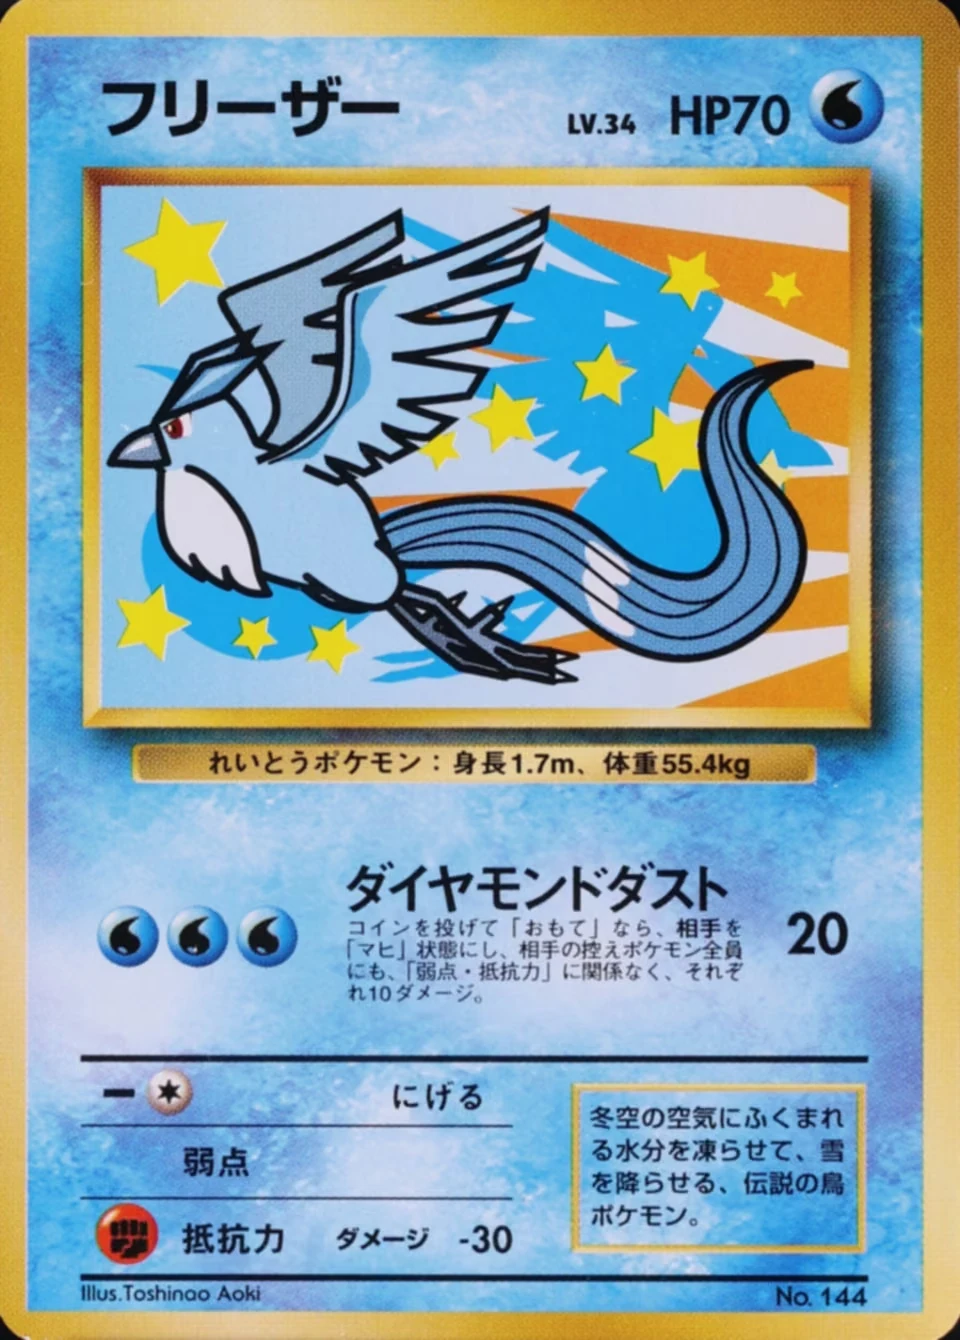 フリーザー LV.34 HP70
れいとうポケモン：身長1.7m、体重55.4kg
ダイヤモンドダスト 20
コインを投げて「おもて」なら、相手を
「マヒ」状態にし、相手の控えポケモン全員
にも、「弱点・抵抗力」に関係なく、それぞ
れ10ダメージ。
にげる
弱点
抵抗力 ダメージ -30
冬空の空気にふくまれ
る水分を凍らせて、雪
を降らせる、伝説の鳥
ポケモン。
Illus.Toshinao Aoki No. 144